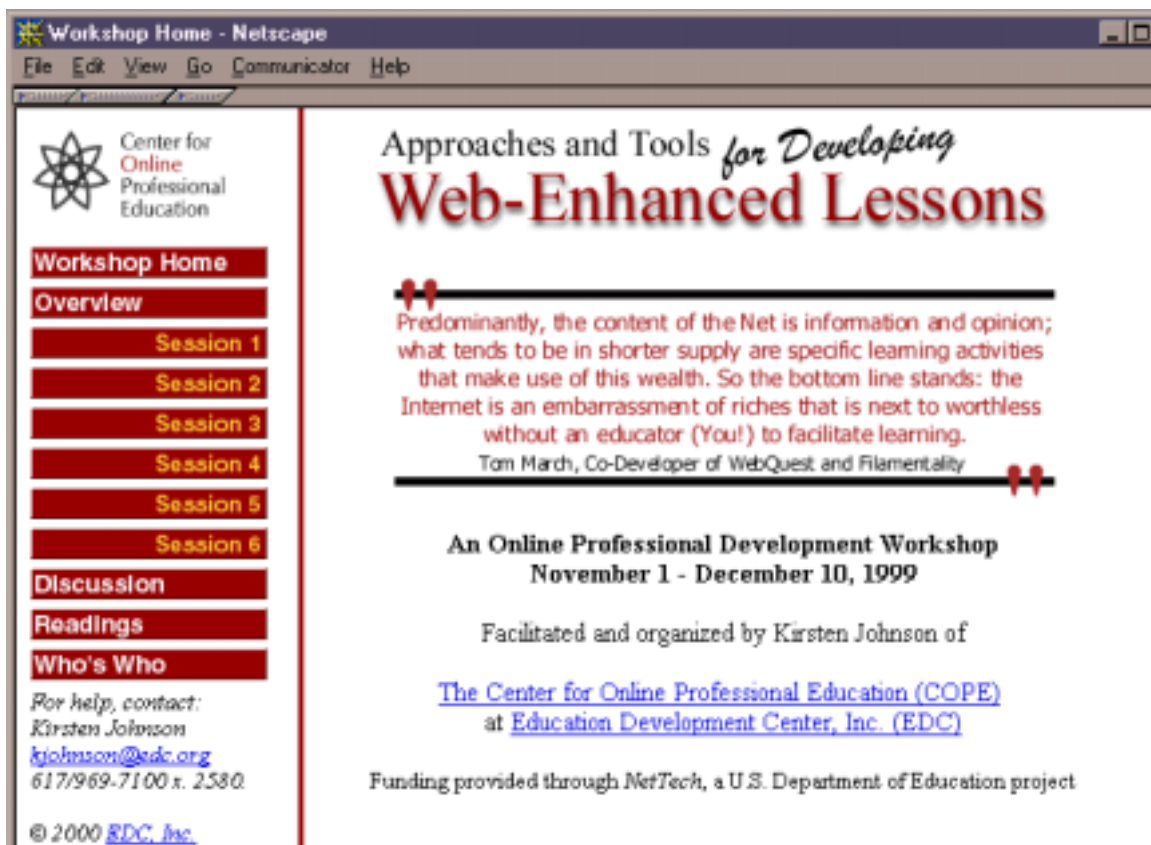 Workshop Home - Netscape
File Edit View Go Communicator Help
Center for
Online
Professional
Education
Workshop Home
Overview
Session 1
Session 2
Session 3
Session 4
Session 5
Session 6
Discussion
Readings
Who's Who
For help, contact:
Kirsten Johnson
kjohnson@edc.org
617/969-7100 x. 2580.
© 2000 EDC, Inc.
Approaches and Tools for Developing
Web-Enhanced Lessons
Predominantly, the content of the Net is information and opinion;
what tends to be in shorter supply are specific learning activities
that make use of this wealth. So the bottom line stands: the
Internet is an embarrassment of riches that is next to worthless
without an educator (You!) to facilitate learning.
Tom March, Co-Developer of WebQuest and Filamentality
An Online Professional Development Workshop
November 1 - December 10, 1999
Facilitated and organized by Kirsten Johnson of
The Center for Online Professional Education (COPE)
at Education Development Center, Inc. (EDC)
Funding provided through NetTech, a U.S. Department of Education project